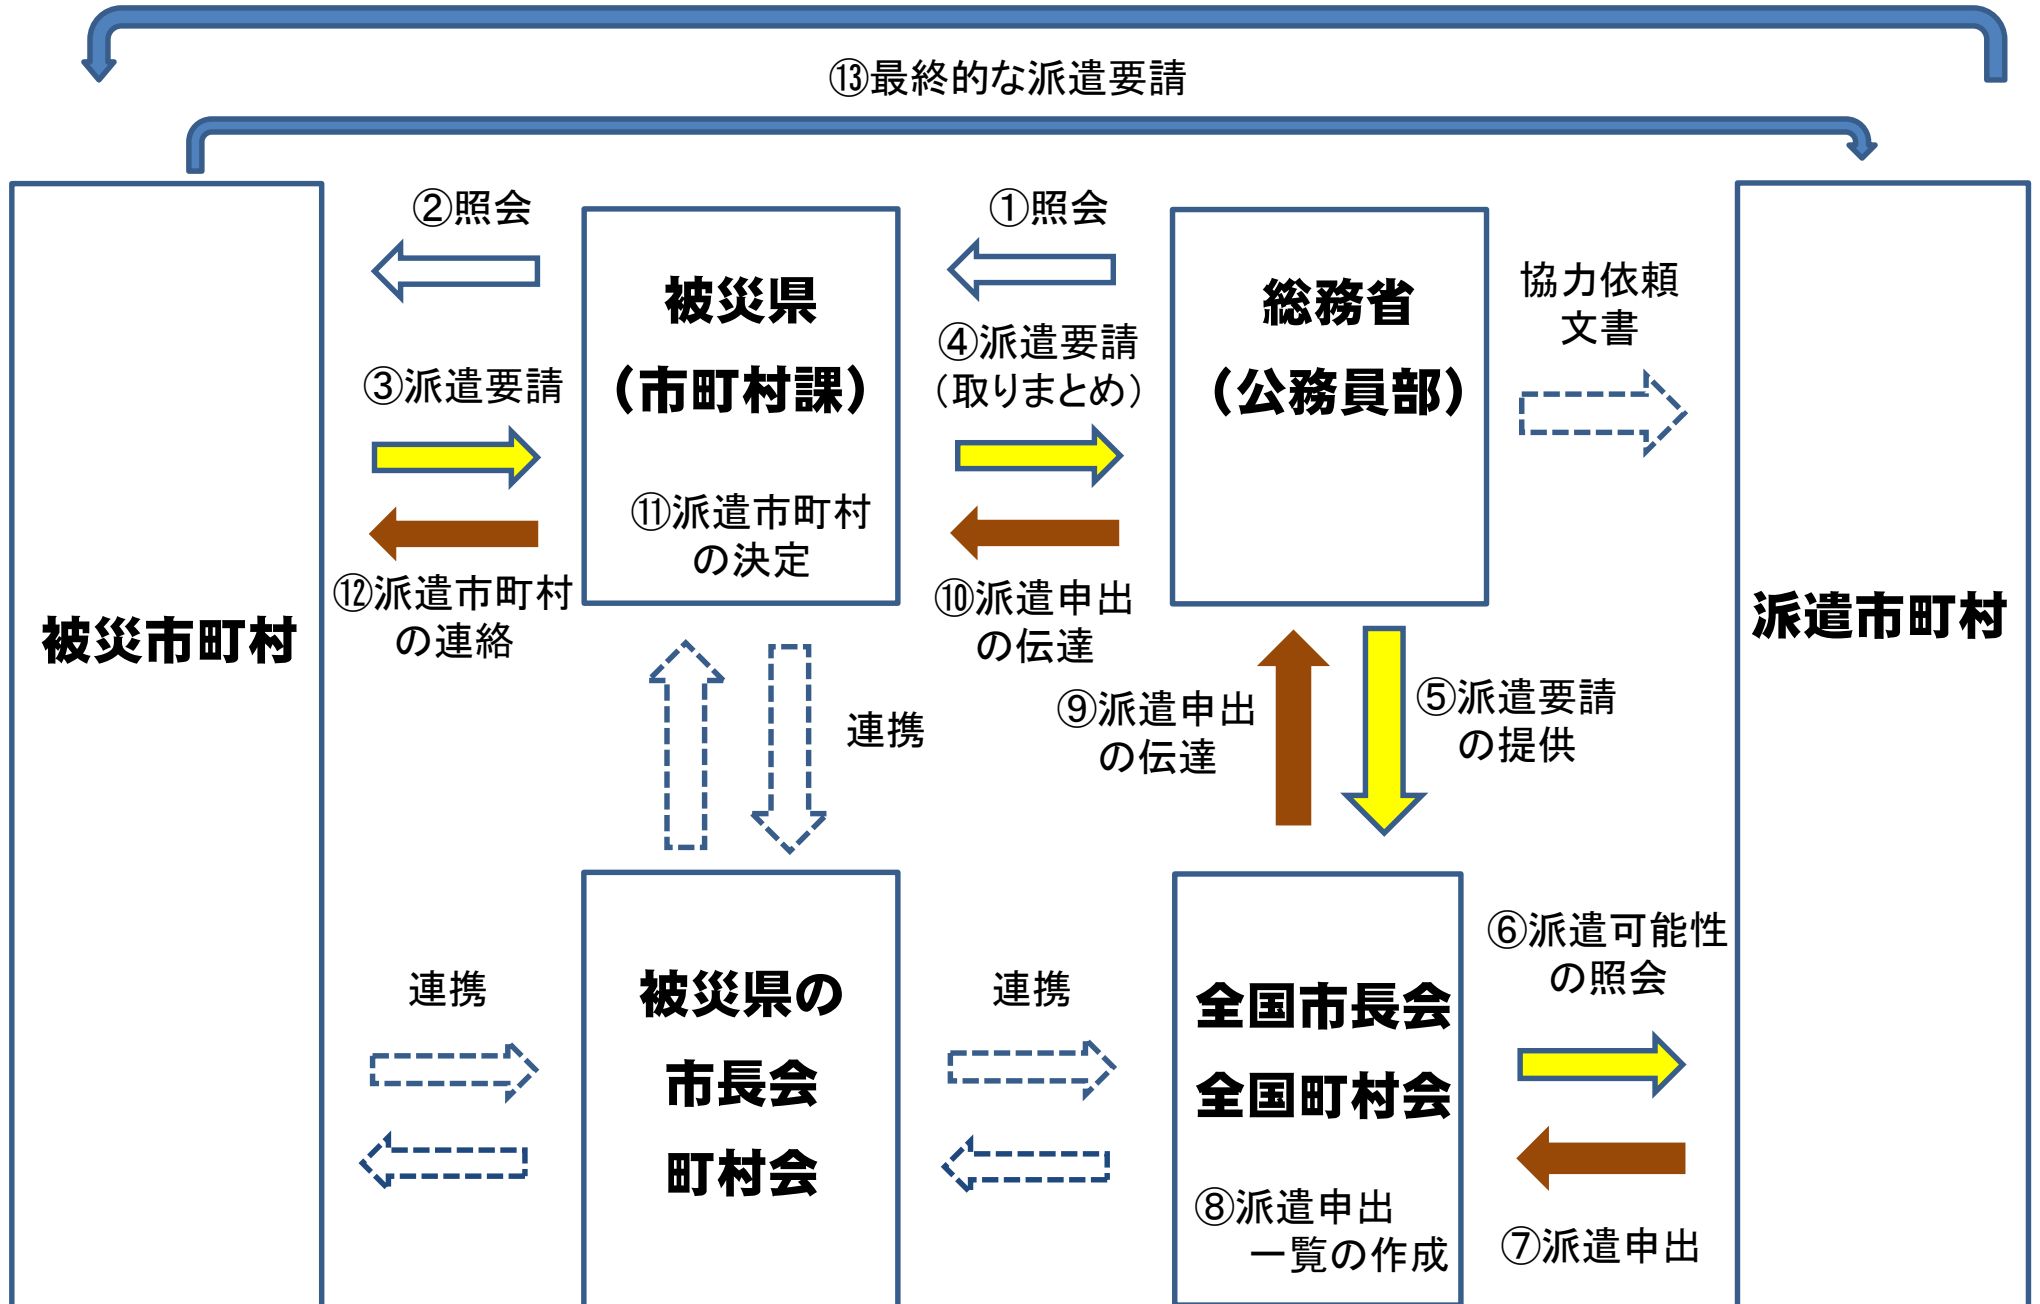 ⑬最終的な派遣要請
②照会
①照会
被災県
(市町村課)
総務省
(公務員部)
協力依頼
文書
③派遣要請
④派遣要請
(取りまとめ)
⑪派遣市町村
の決定
⑫派遣市町村
の連絡
⑩派遣申出
の伝達
被災市町村
派遣市町村
連携
⑨派遣申出
の伝達
⑤派遣要請
の提供
連携
被災県の
市長会
町村会
連携
全国市長会
全国町村会
⑥派遣可能性
の照会
⑧派遣申出
一覧の作成
⑦派遣申出